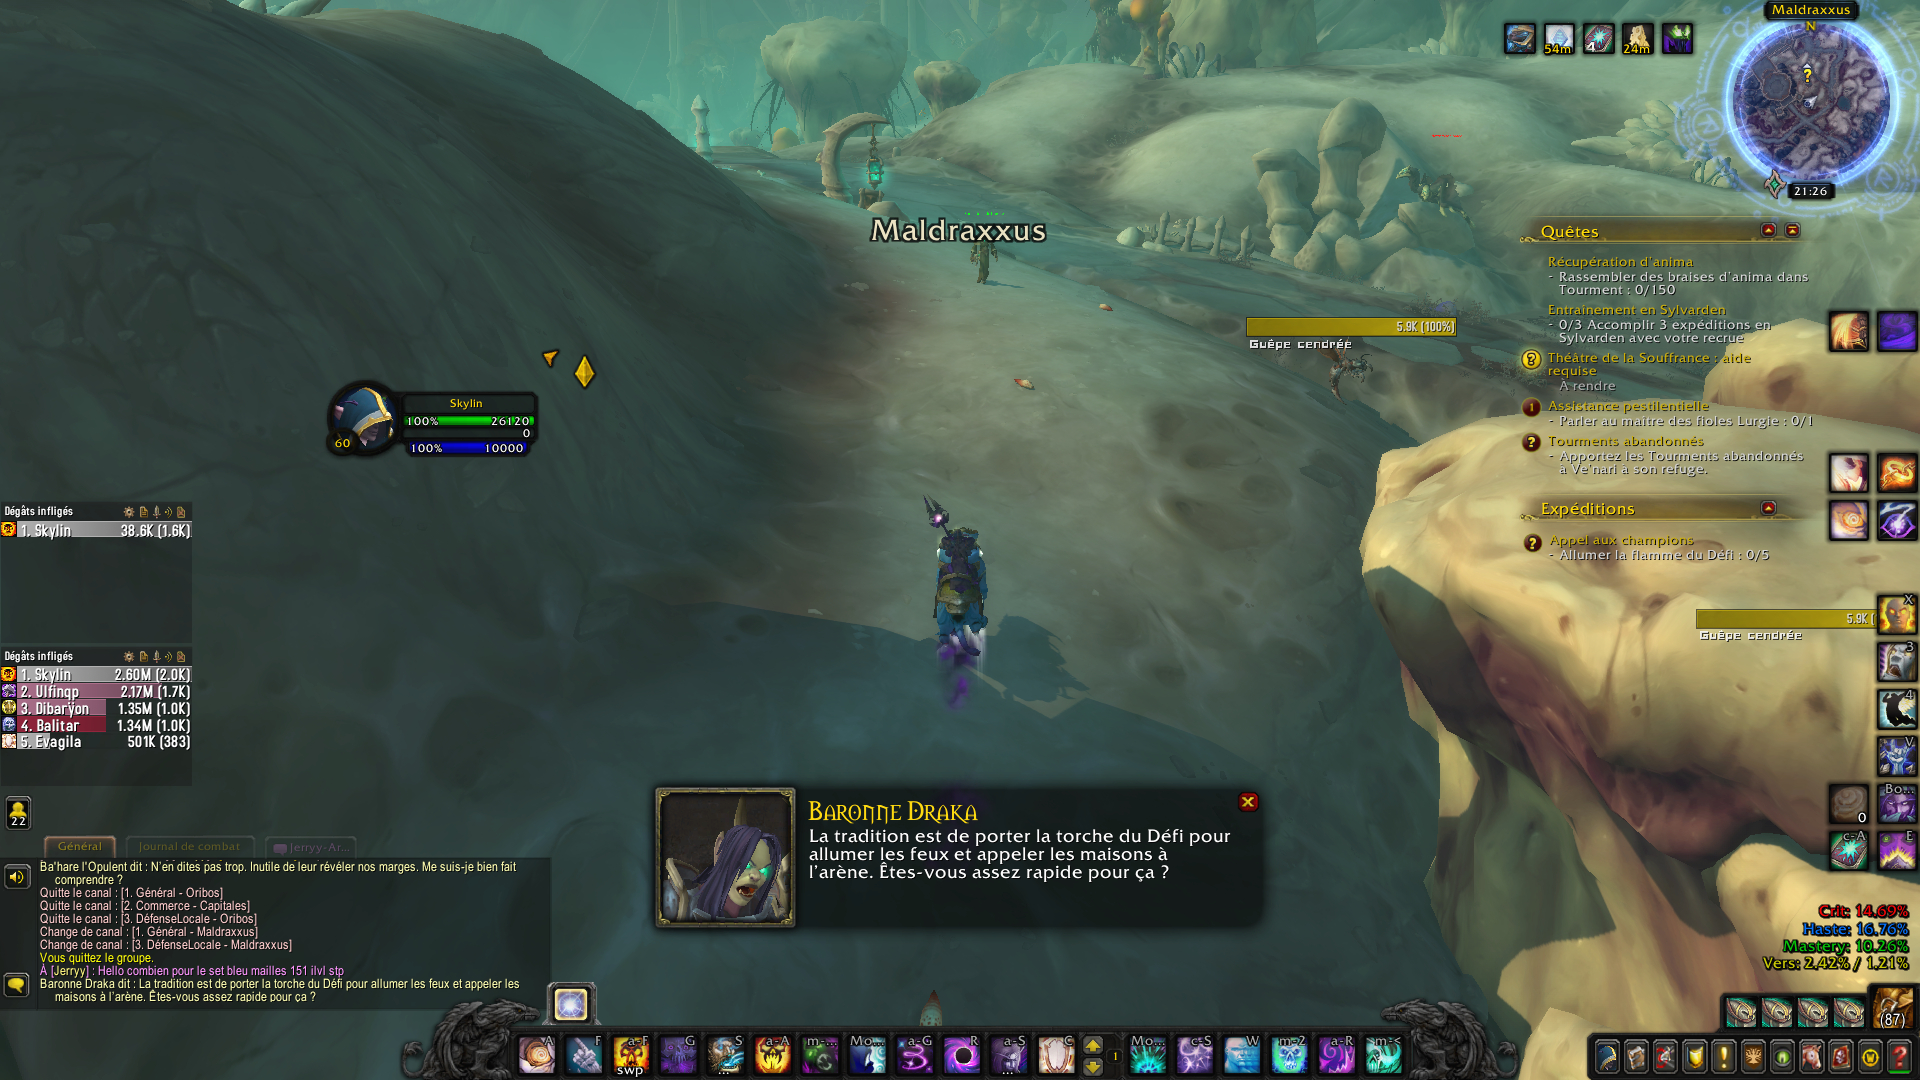 Maldraxxus
N
54m
4
24m
21:26
Maldraxxus
Quêtes
Récupération d'anima
- Rassembler des braises d'anima dans
Tourment : 0/150
Entraînement en Sylvarden
- 0/3 Accomplir 3 expéditions en
Sylvarden avec votre recrue
Théâtre de la Souffrance : aide
requise
À rendre
1
Assistance pestilentielle
- Parler au maître des fioles Lurgie : 0/1
Tourments abandonnés
- Apportez les Tourments abandonnés
à Ve'nari à son refuge.
Expéditions
Appel aux champions
- Allumer la flamme du Défi : 0/5
5.9K (100%)
Guêpe cendrée
5.9K (
Guêpe cendrée
Skylin
100% 26120
0
60
100% 10000
Dégâts infligés
1. Skylin 38.6K (1.6K)
Dégâts infligés
1. Skylin 2.60M (2.0K)
2. Ulfinqp 2.17M (1.7K)
3. Dibarÿon 1.35M (1.0K)
4. Balitar 1.34M (1.0K)
5. Evagila 501K (383)
22
Général
Journal de combat
Jerryy-Ar...
Ba'hare l'Opulent dit : N'en dites pas trop. Inutile de leur révéler nos marges. Me suis-je bien fait
comprendre ?
Quitte le canal : [1. Général - Oribos]
Quitte le canal : [2. Commerce - Capitales]
Quitte le canal : [3. DéfenseLocale - Oribos]
Change de canal : [1. Général - Maldraxxus]
Change de canal : [3. DéfenseLocale - Maldraxxus]
Vous quittez le groupe.
À [Jerryy] : Hello combien pour le set bleu mailles 151 ilvl stp
Baronne Draka dit : La tradition est de porter la torche du Défi pour allumer les feux et appeler les
maisons à l'arène. Êtes-vous assez rapide pour ça ?
Baronne Draka
La tradition est de porter la torche du Défi pour
allumer les feux et appeler les maisons à
l'arène. Êtes-vous assez rapide pour ça ?
X
3
4
V
Bo...
0
c-A
E
Crit: 14.69%
Haste: 16.76%
Mastery: 10.26%
Vers: 2.42% / 1.21%
(87)
A
F
a-F
swp
G
S
...
a-A
m-...
Mo...
a-G
R
a-S
...
C
1
Mo...
c-S
W
m-2
a-R
m-<